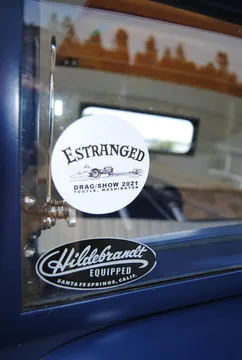 ESTRANGED
DRAG/SHOW 2021
TOUTLE, WASHINGTON
Hildebrandt
EQUIPPED
SANTA FE SPRINGS, CALIF.